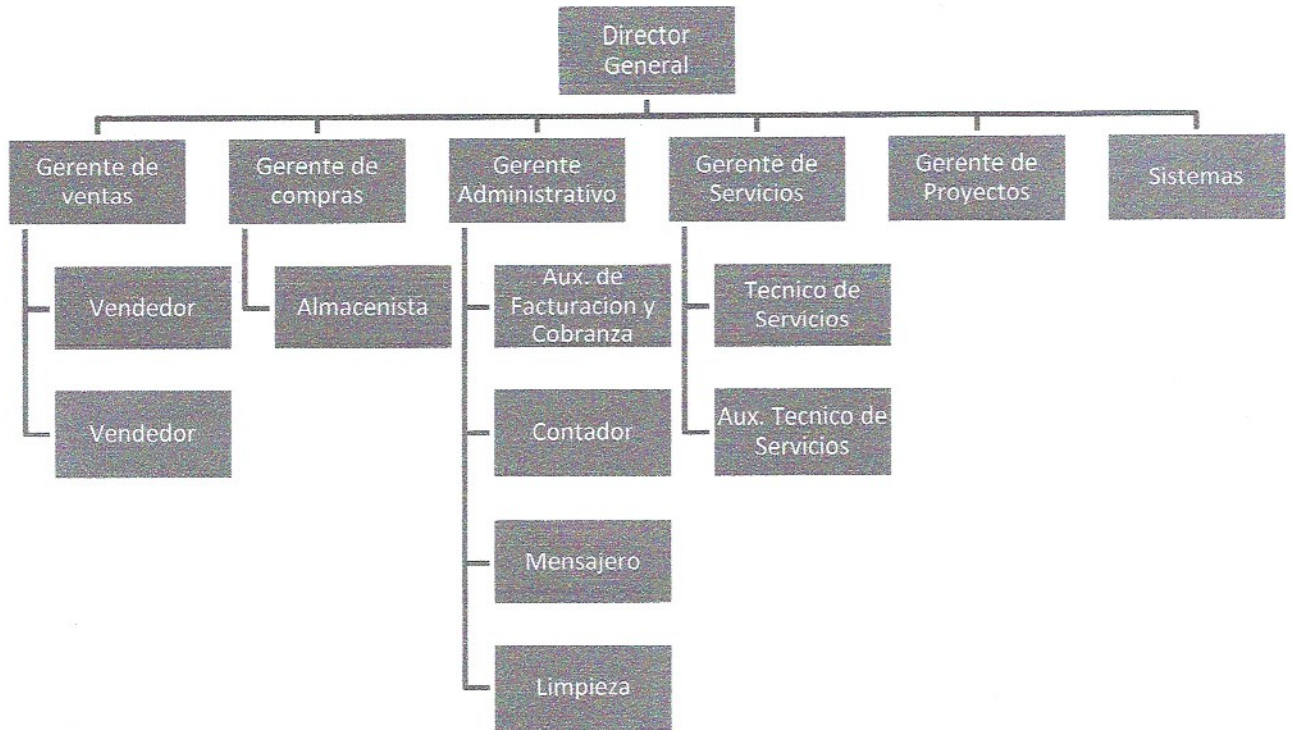 Director
General
Gerente de
ventas
Gerente de
compras
Gerente
Administrativo
Gerente de
Servicios
Gerente de
Proyectos
Sistemas
Vendedor
Almacenista
Aux. de
Facturacion y
Cobranza
Tecnico de
Servicios
Vendedor
Contador
Aux. Tecnico de
Servicios
Mensajero
Limpieza